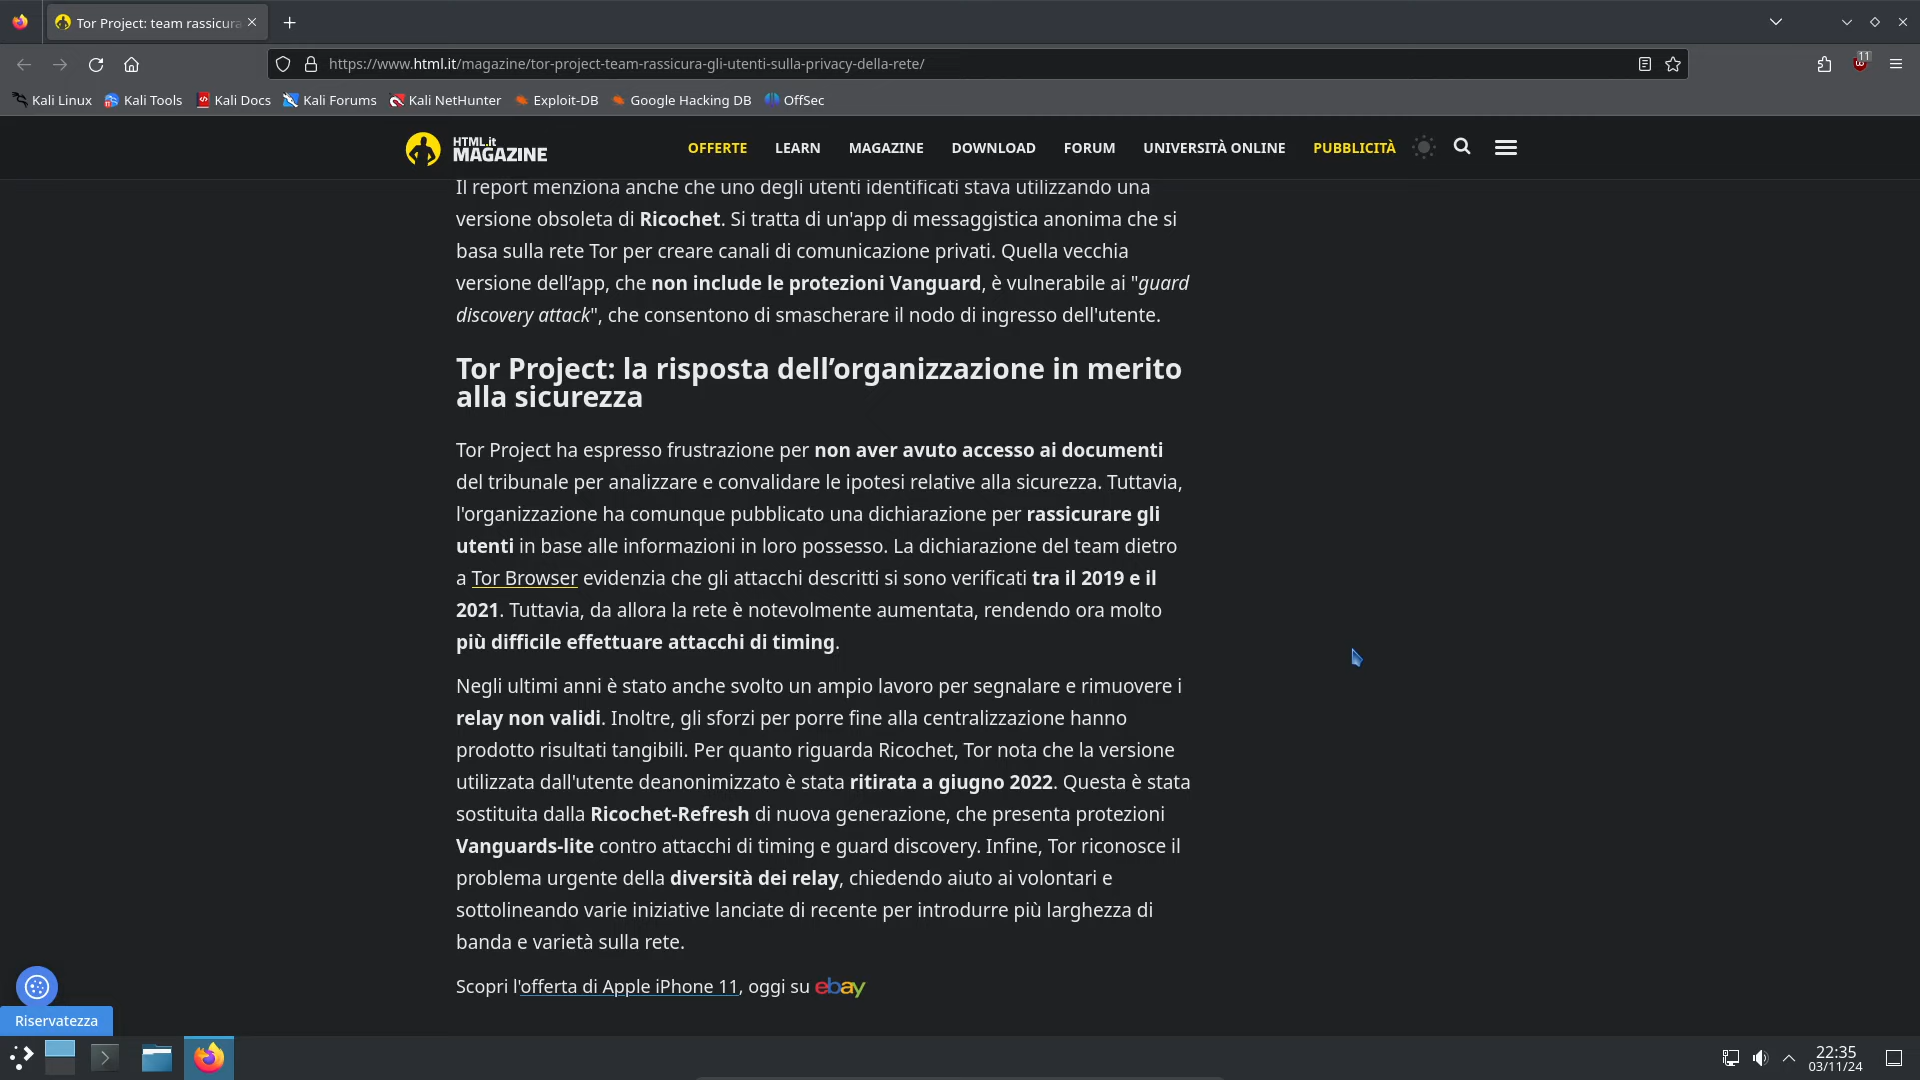 Tor Project: team rassicura
https://www.html.it/magazine/tor-project-team-rassicura-gli-utenti-sulla-privacy-della-rete/
11
Kali Linux Kali Tools Kali Docs Kali Forums Kali NetHunter Exploit-DB Google Hacking DB OffSec
HTML.it
MAGAZINE
OFFERTE LEARN MAGAZINE DOWNLOAD FORUM UNIVERSITÀ ONLINE PUBBLICITÀ
Il report menziona anche che uno degli utenti identificati stava utilizzando una
versione obsoleta di Ricochet. Si tratta di un'app di messaggistica anonima che si
basa sulla rete Tor per creare canali di comunicazione privati. Quella vecchia
versione dell’app, che non include le protezioni Vanguard, è vulnerabile ai "guard
discovery attack", che consentono di smascherare il nodo di ingresso dell'utente.
Tor Project: la risposta dell’organizzazione in merito
alla sicurezza
Tor Project ha espresso frustrazione per non aver avuto accesso ai documenti
del tribunale per analizzare e convalidare le ipotesi relative alla sicurezza. Tuttavia,
l'organizzazione ha comunque pubblicato una dichiarazione per rassicurare gli
utenti in base alle informazioni in loro possesso. La dichiarazione del team dietro
a Tor Browser evidenzia che gli attacchi descritti si sono verificati tra il 2019 e il
2021. Tuttavia, da allora la rete è notevolmente aumentata, rendendo ora molto
più difficile effettuare attacchi di timing.
Negli ultimi anni è stato anche svolto un ampio lavoro per segnalare e rimuovere i
relay non validi. Inoltre, gli sforzi per porre fine alla centralizzazione hanno
prodotto risultati tangibili. Per quanto riguarda Ricochet, Tor nota che la versione
utilizzata dall'utente deanonimizzato è stata ritirata a giugno 2022. Questa è stata
sostituita dalla Ricochet-Refresh di nuova generazione, che presenta protezioni
Vanguards-lite contro attacchi di timing e guard discovery. Infine, Tor riconosce il
problema urgente della diversità dei relay, chiedendo aiuto ai volontari e
sottolineando varie iniziative lanciate di recente per introdurre più larghezza di
banda e varietà sulla rete.
Scopri l'offerta di Apple iPhone 11, oggi su ebay
Riservatezza
22:35
03/11/24